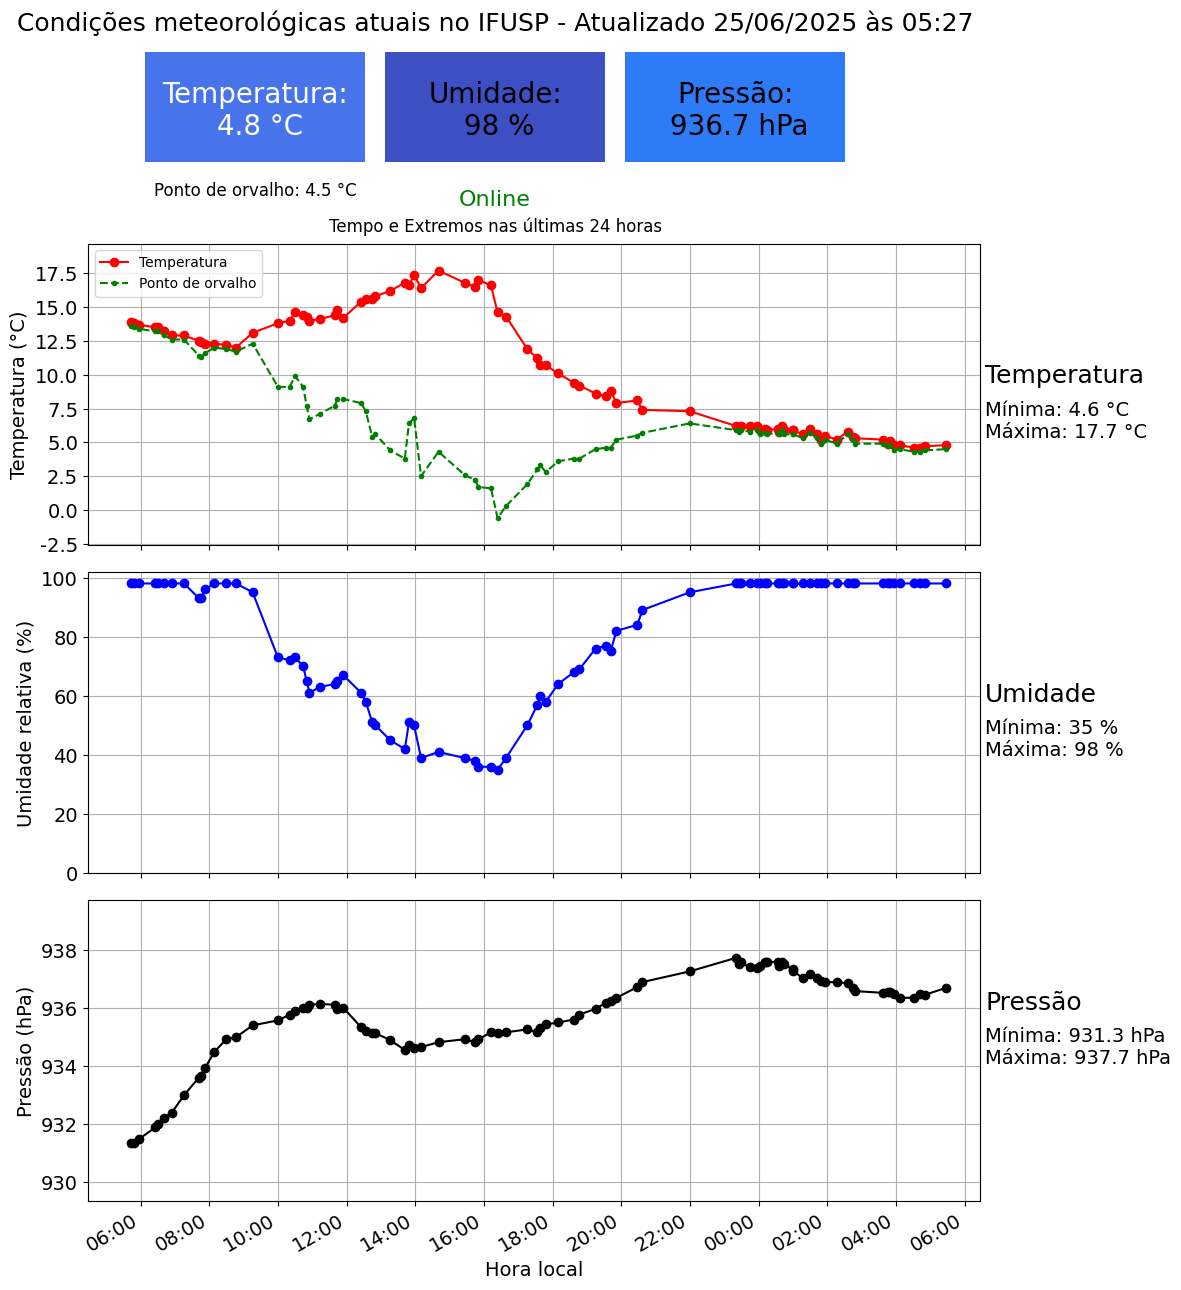 Condições meteorológicas atuais no IFUSP - Atualizado 25/06/2025 às 05:27
Temperatura:
4.8 °C
Umidade:
98 %
Pressão:
936.7 hPa
Ponto de orvalho: 4.5 °C
Online
Tempo e Extremos nas últimas 24 horas
Temperatura
Ponto de orvalho
Temperatura (°C)
17.5
15.0
12.5
10.0
7.5
5.0
2.5
0.0
-2.5
Temperatura
Mínima: 4.6 °C
Máxima: 17.7 °C
Umidade relativa (%)
100
80
60
40
20
0
Umidade
Mínima: 35 %
Máxima: 98 %
Pressão (hPa)
938
936
934
932
930
Pressão
Mínima: 931.3 hPa
Máxima: 937.7 hPa
06:00 08:00 10:00 12:00 14:00 16:00 18:00 20:00 22:00 00:00 02:00 04:00 06:00
Hora local